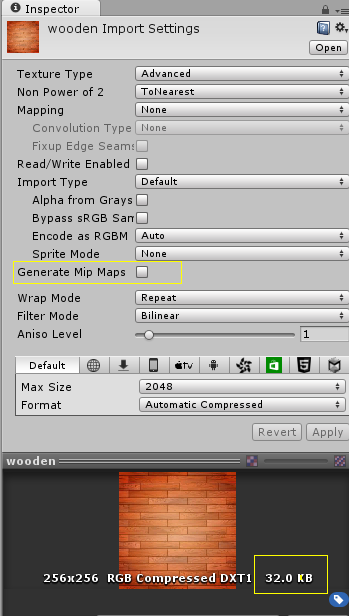 Inspector
wooden Import Settings
Open
Texture Type Advanced
Non Power of 2 ToNearest
Mapping None
Convolution Type None
Fixup Edge Seams
Read/Write Enabled
Import Type Default
Alpha from Grays
Bypass sRGB Sam
Encode as RGBM Auto
Sprite Mode None
Generate Mip Maps
Wrap Mode Repeat
Filter Mode Bilinear
Aniso Level 1
Default tv 5
Max Size 2048
Format Automatic Compressed
Revert Apply
wooden
256x256 RGB Compressed DXT1 32.0 KB